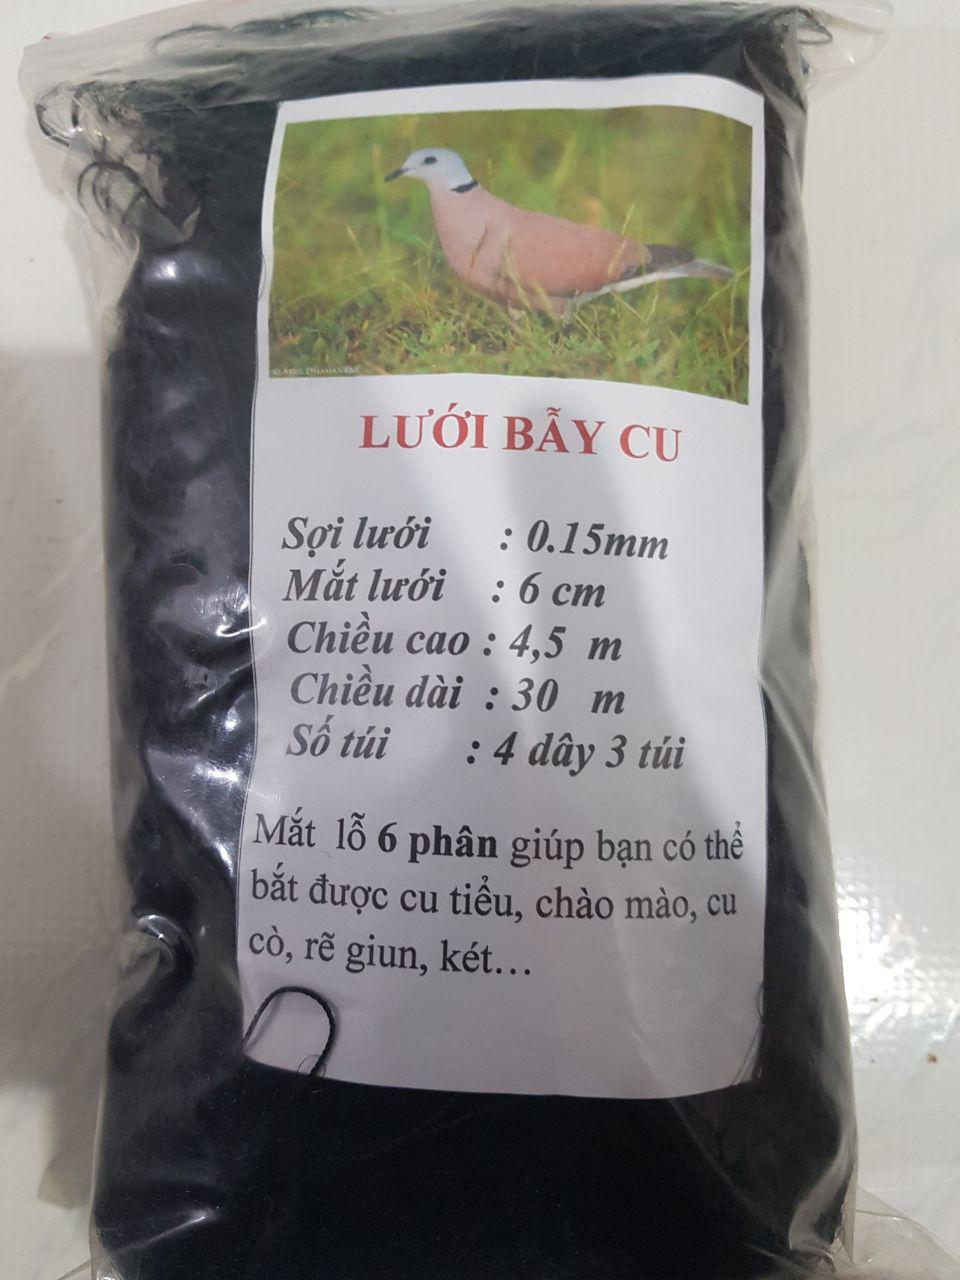 © ATUL DHAMANKAR
LƯỚI BẪY CU
Sợi lưới : 0.15mm
Mắt lưới : 6 cm
Chiều cao : 4,5 m
Chiều dài : 30 m
Số túi : 4 dây 3 túi
Mắt lỗ 6 phân giúp bạn có thể
bắt được cu tiểu, chào mào, cu
cò, rẽ giun, két...